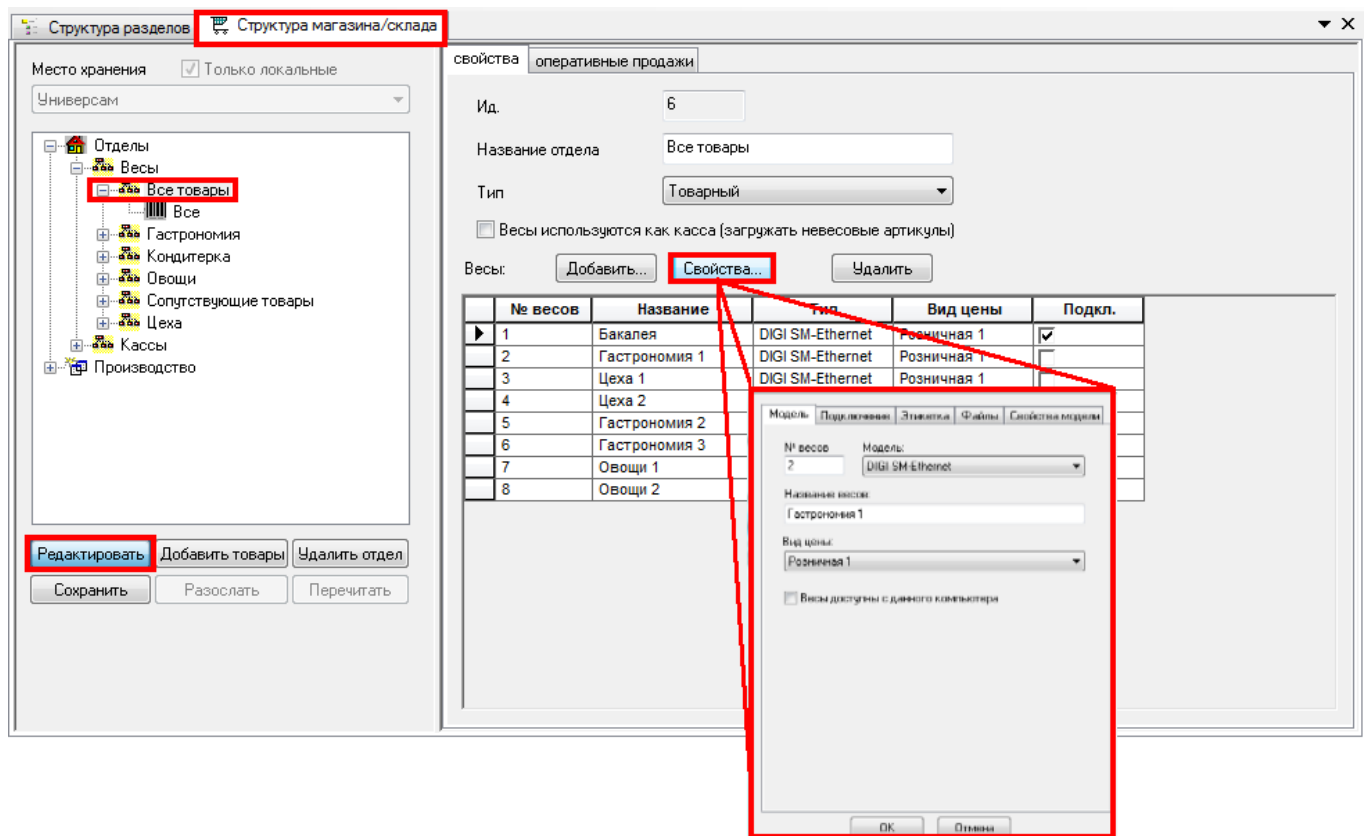 Структура разделов
Структура магазина/склада
Место хранения
Только локальные
Универсам
Отделы
Весы
Все товары
Все
Гастрономия
Кондитерка
Овощи
Сопутствующие товары
Цеха
Кассы
Производство
Редактировать Добавить товары Удалить отдел
Сохранить Разослать Перечитать
свойства оперативные продажи
Ид. 6
Название отдела Все товары
Тип Товарный
Весы используются как касса (загружать невесовые артикулы)
Весы: Добавить... Свойства... Удалить
№ весов Название Тип Вид цены Подкл.
1 Бакалея DIGI SM-Ethernet Розничная 1
2 Гастрономия 1 DIGI SM-Ethernet Розничная 1
3 Цеха 1 DIGI SM-Ethernet Розничная 1
4 Цеха 2
5 Гастрономия 2
6 Гастрономия 3
7 Овощи 1
8 Овощи 2
Модель Подключение Этикетка Файлы Свойства модели
№ весов Модель:
2 DIGI SM-Ethernet
Название весов:
Гастрономия 1
Вид цены:
Розничная 1
Весы доступны с данного компьютера
OK Отмена